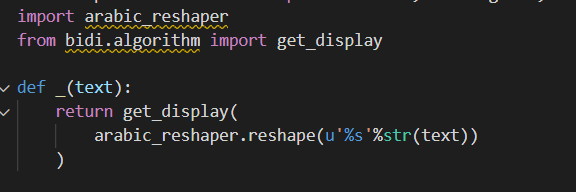 import arabic_reshaper
from bidi.algorithm import get_display
def _(text):
return get_display(
arabic_reshaper.reshape(u'%s'%str(text))
)